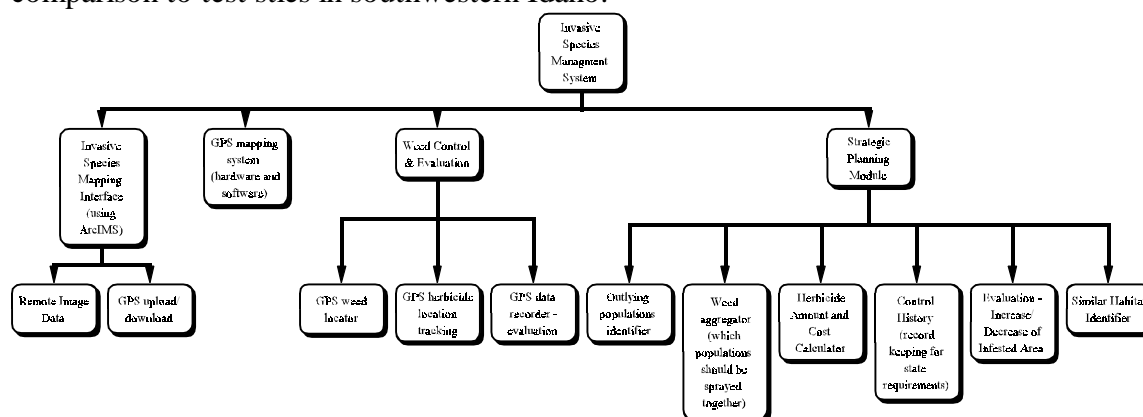 comparison to test sties in southwestern Idaho.
Invasive
Species
Managment
System
Invasive
Species
Mapping
Interface
(using
ArcIMS)
GPS mapping
system
(hardware and
software)
Weed Control
& Evaluation
Strategic
Planning
Module
Remote Image
Data
GPS upload/
download
GPS weed
locator
GPS herbicide
location
tracking
GPS data
recorder -
evaluation
Outlying
populations
identifier
Weed
aggregator
(which
populations
should be
sprayed
together)
Herbicide
Amount and
Cost
Calculator
Control
History
(record
keeping for
state
requirements)
Evaluation -
Increase/
Decrease of
Infested Area
Similar Habitat
Identifier